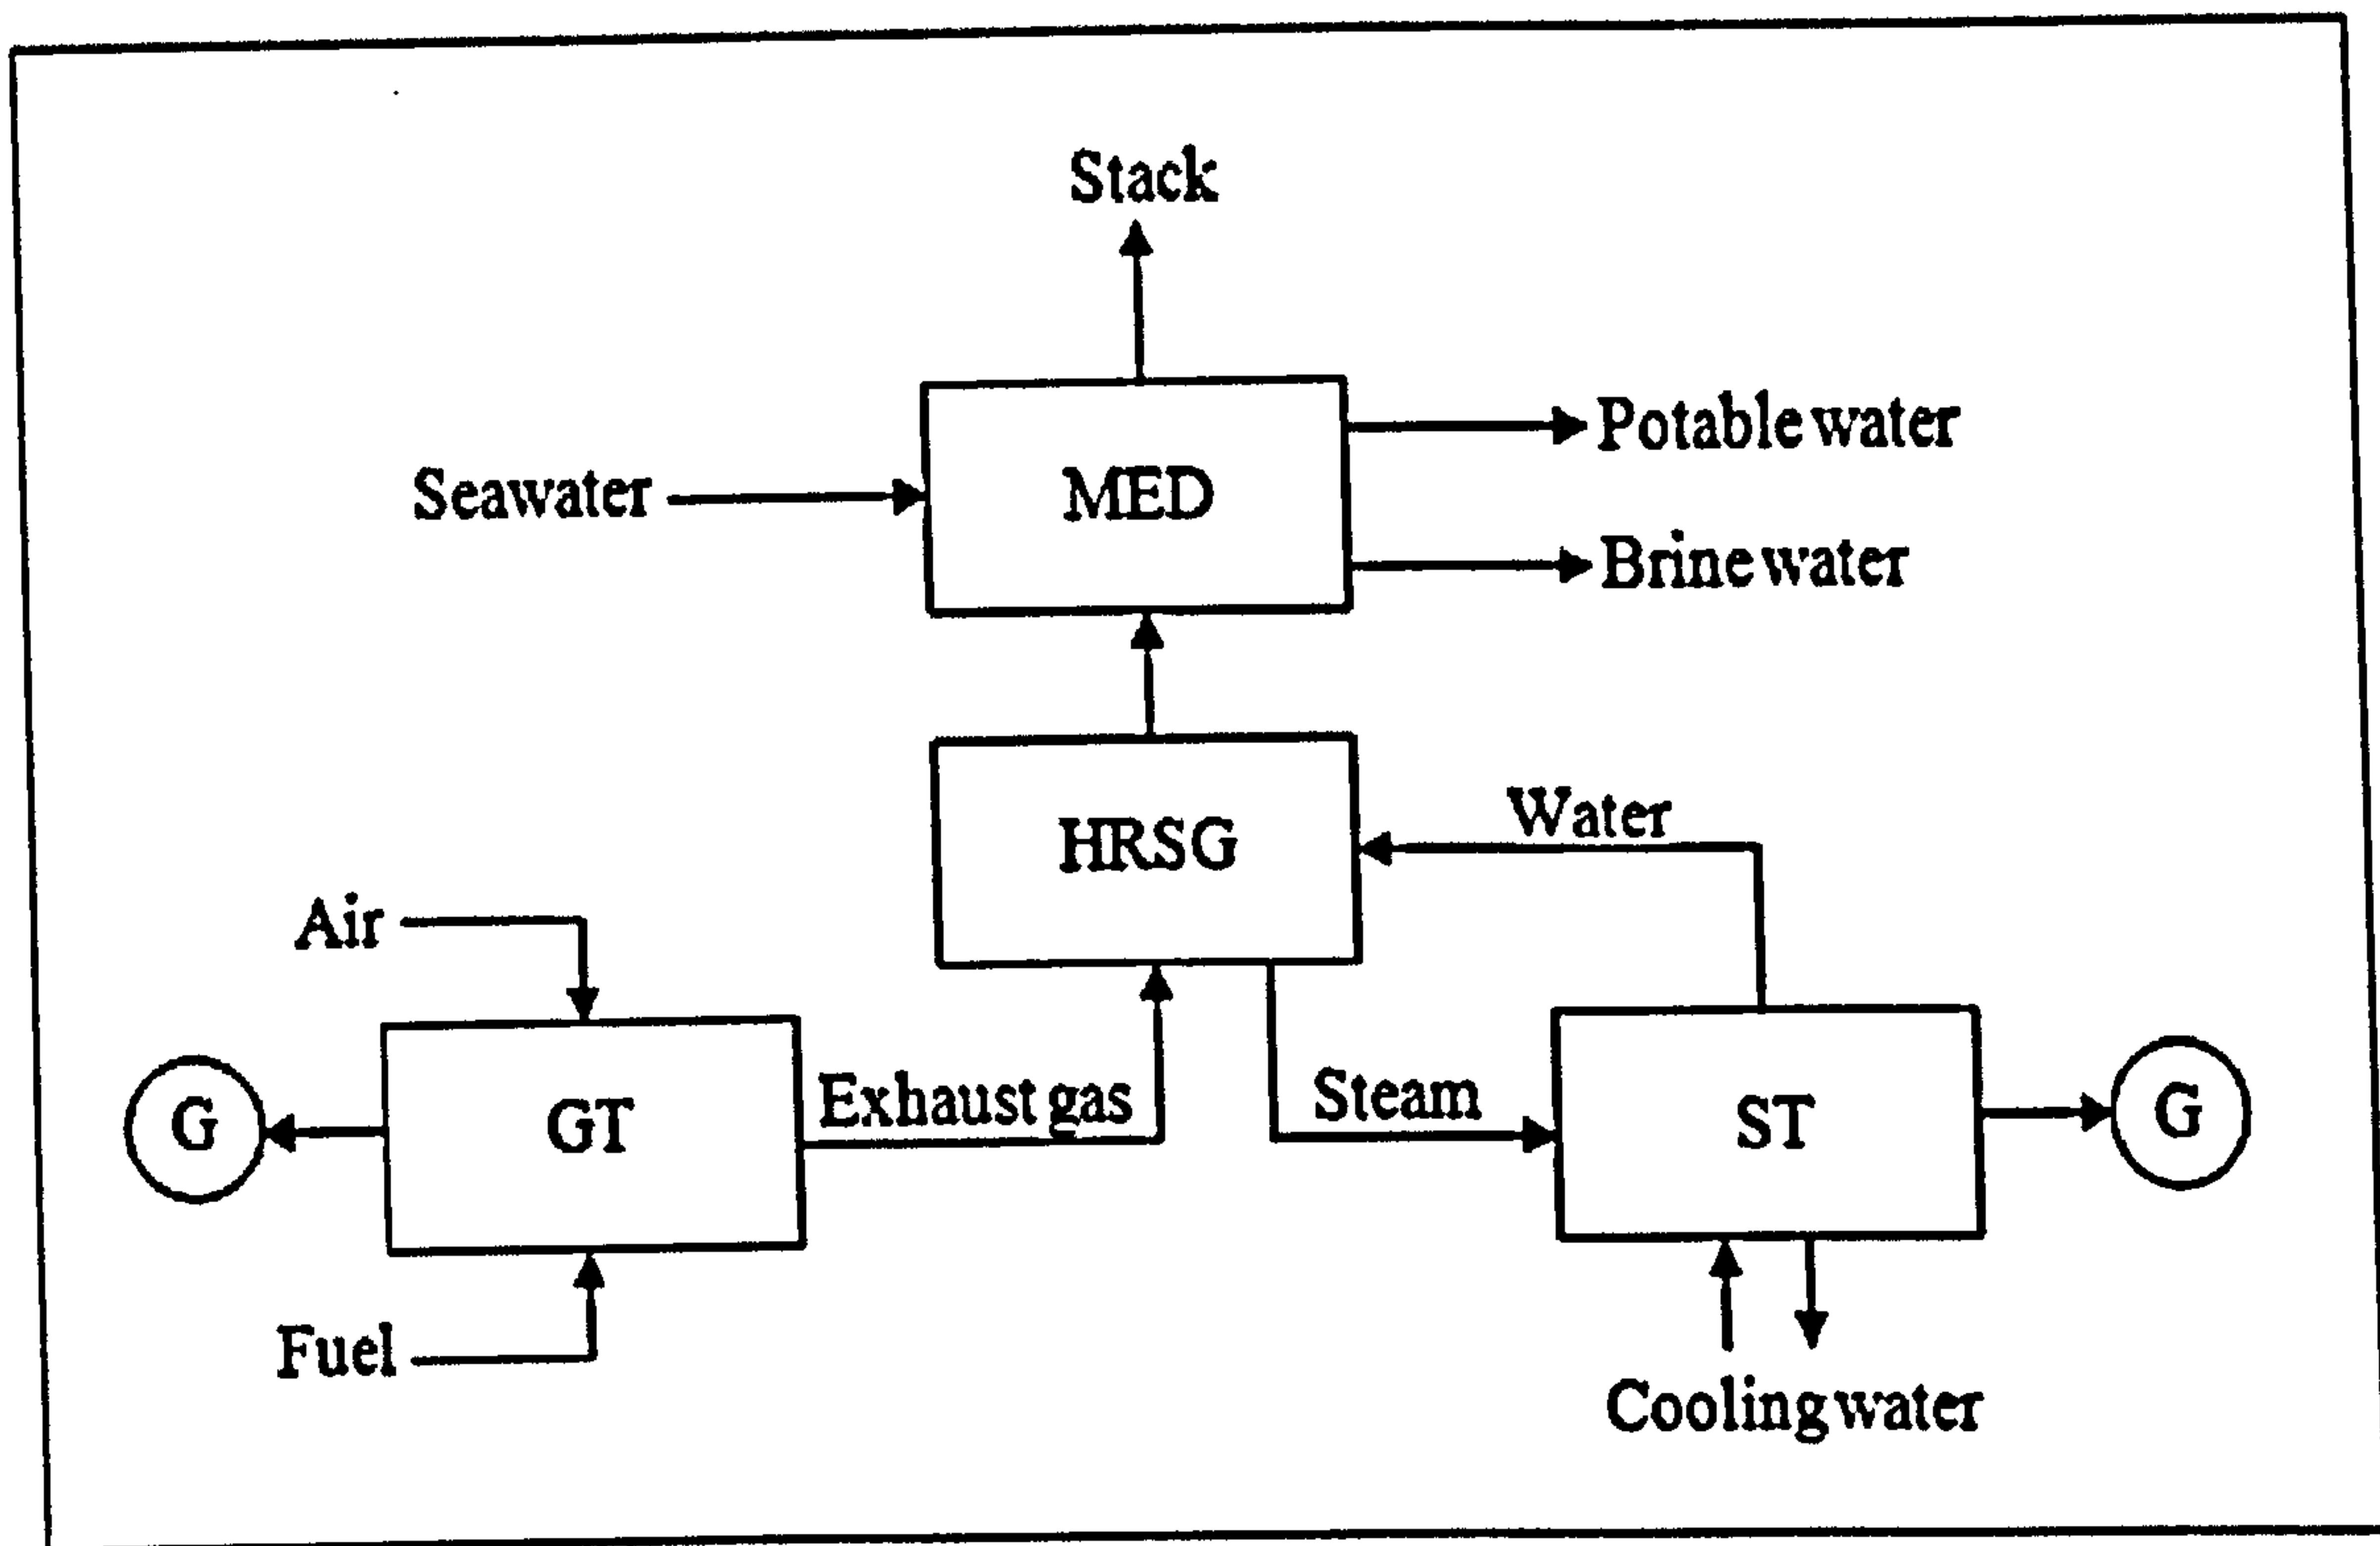 Stack
Potable water
Seawater
MED
Brine water
Water
HRSG
Air
Exhaust gas
Steam
G
GT
ST
G
Fuel
Cooling water